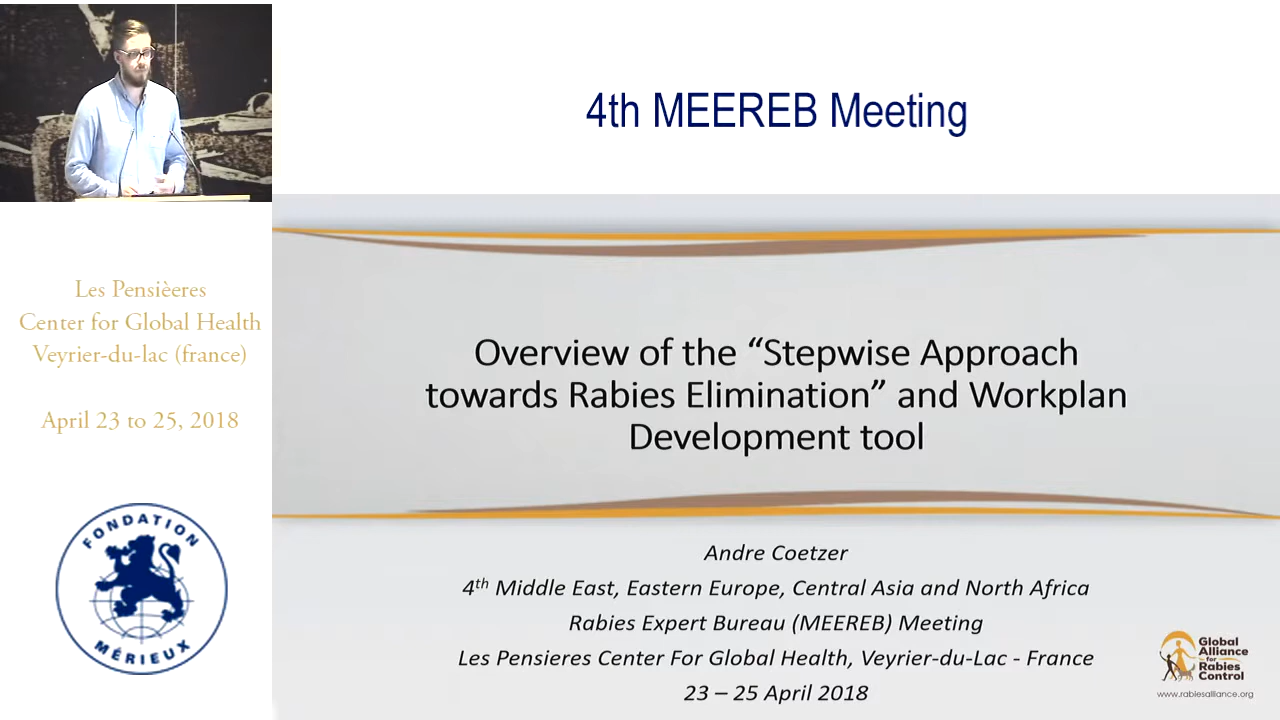 4th MEEREB Meeting
Les Pensièeres
Center for Global Health
Veyrier-du-lac (france)
April 23 to 25, 2018
FONDATION
MÉRIEUX
Overview of the “Stepwise Approach
towards Rabies Elimination” and Workplan
Development tool
Andre Coetzer
4th Middle East, Eastern Europe, Central Asia and North Africa
Rabies Expert Bureau (MEEREB) Meeting
Les Pensieres Center For Global Health, Veyrier-du-Lac - France
23 – 25 April 2018
Global
Alliance
for
Rabies
Control
www.rabiesalliance.org